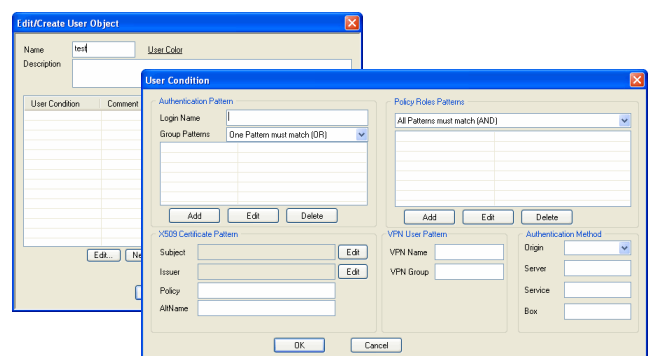 Edit/Create User Object
Name test User Color
Description
User Condition Comment
Edit...
User Condition
Authentication Pattern
Login Name
Group Patterns One Pattern must match (OR)
Add Edit Delete
Policy Roles Patterns
All Patterns must match (AND)
Add Edit Delete
X509 Certificate Pattern
Subject Edit
Issuer Edit
Policy
AltName
VPN User Pattern
VPN Name
VPN Group
Authentication Method
Origin
Server
Service
Box
OK Cancel